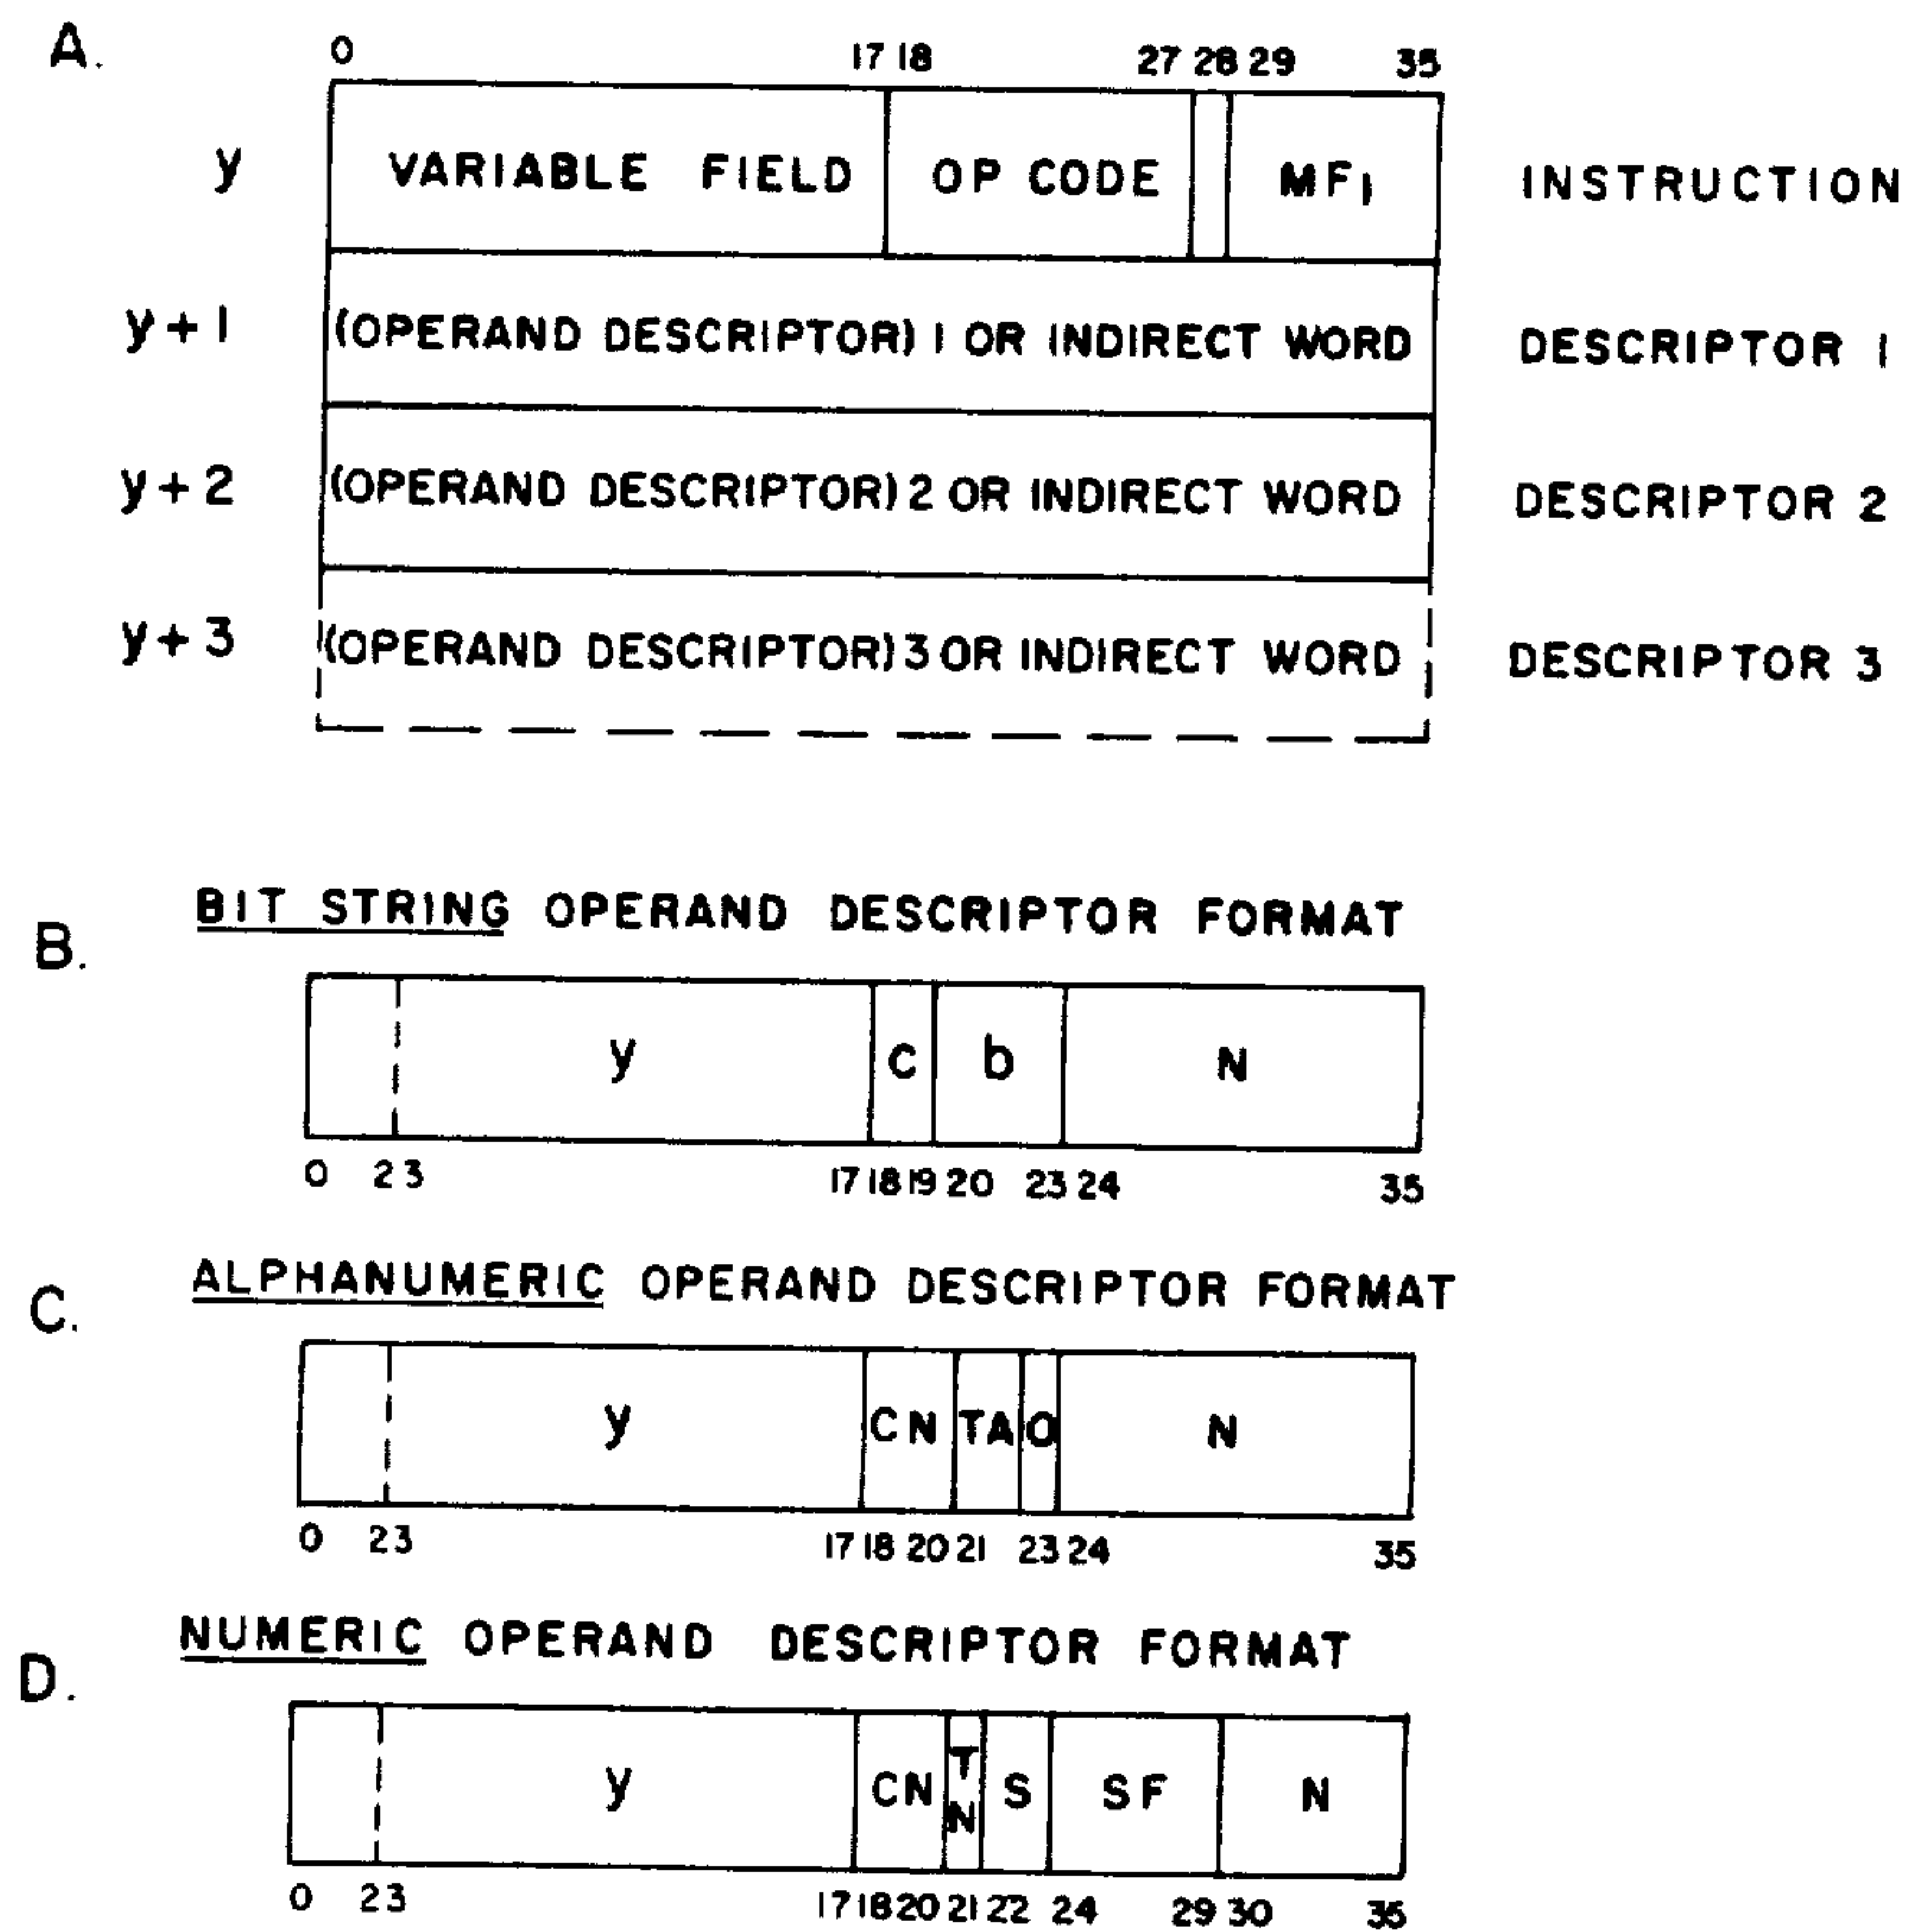 A.
0 17 18 27 28 29 35
y VARIABLE FIELD OP CODE MF1 INSTRUCTION
y+1 (OPERAND DESCRIPTOR) 1 OR INDIRECT WORD DESCRIPTOR 1
y+2 (OPERAND DESCRIPTOR) 2 OR INDIRECT WORD DESCRIPTOR 2
y+3 (OPERAND DESCRIPTOR) 3 OR INDIRECT WORD DESCRIPTOR 3
BIT STRING OPERAND DESCRIPTOR FORMAT
B.
y c b N
0 2 3 17 18 19 20 23 24 35
ALPHANUMERIC OPERAND DESCRIPTOR FORMAT
C.
y CN TA O N
0 2 3 17 18 20 21 23 24 35
NUMERIC OPERAND DESCRIPTOR FORMAT
D.
y CN TN S SF N
0 2 3 17 18 20 21 22 24 29 30 35